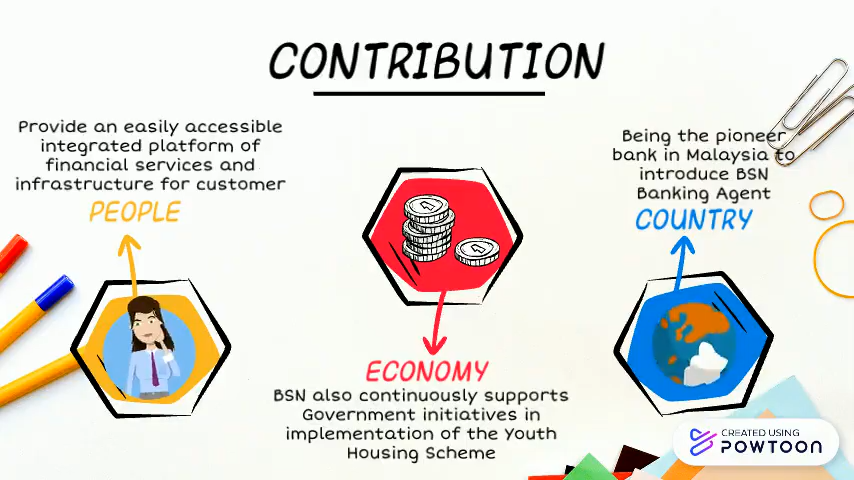 CONTRIBUTION
Provide an easily accessible
integrated platform of
financial services and
infrastructure for customer
PEOPLE
ECONOMY
BSN also continuously supports
Government initiatives in
implementation of the Youth
Housing Scheme
Being the pioneer
bank in Malaysia to
introduce BSN
Banking Agent
COUNTRY
CREATED USING
POWTOON